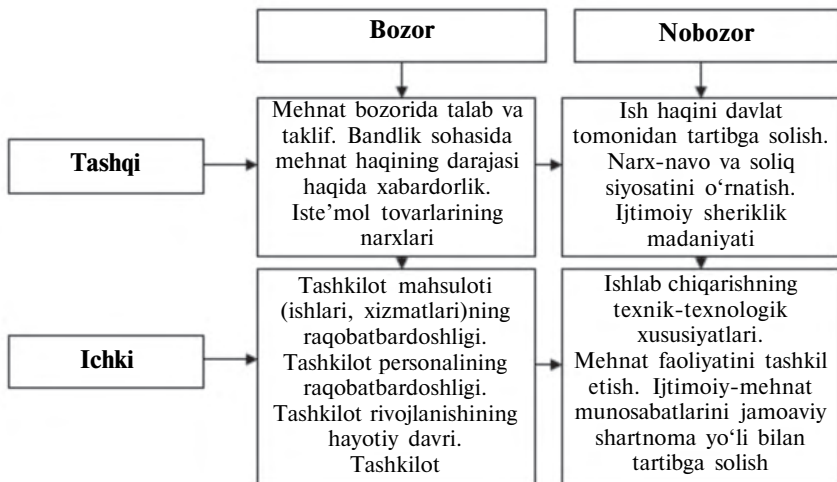 Bozor
Nobozor
Tashqi
Mehnat bozorida talab va
taklif. Bandlik sohasida
mehnat haqining darajasi
haqida xabardorlik.
Iste’mol tovarlarining
narxlari
Ish haqini davlat
tomonidan tartibga solish.
Narx-navo va soliq
siyosatini o‘rnatish.
Ijtimoiy sheriklik
madaniyati
Ichki
Tashkilot mahsuloti
(ishlari, xizmatlari)ning
raqobatbardoshligi.
Tashkilot personalining
raqobatbardoshligi.
Tashkilot rivojlanishining
hayotiy davri.
Tashkilot
Ishlab chiqarishning
texnik-texnologik
xususiyatlari.
Mehnat faoliyatini tashkil
etish. Ijtimoiy-mehnat
munosabatlarini jamoaviy
shartnoma yo‘li bilan
tartibga solish